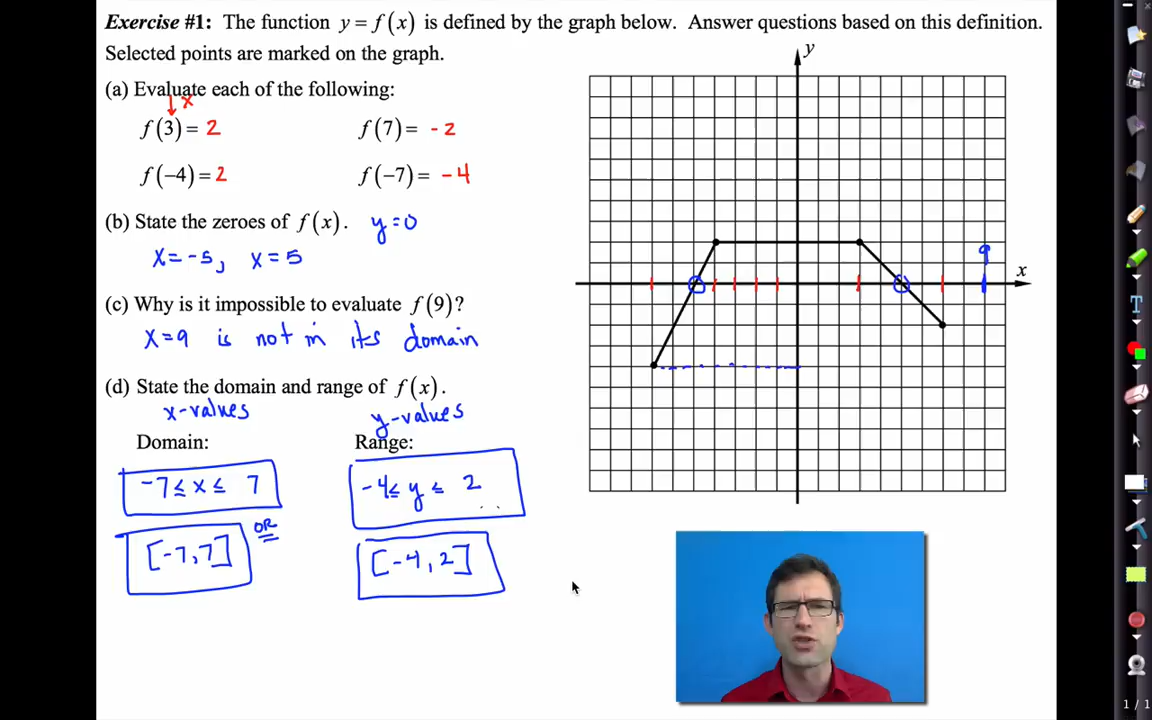 Exercise #1: The function y = f(x) is defined by the graph below. Answer questions based on this definition.
Selected points are marked on the graph.
(a) Evaluate each of the following:
x
f(3) = 2
f(7) = -2
f(-4) = 2
f(-7) = -4
(b) State the zeroes of f(x). y = 0
x = -5, x = 5
(c) Why is it impossible to evaluate f(9)?
x = 9 is not in its domain
(d) State the domain and range of f(x).
x-values y-values
Domain: Range:
-7 ≤ x ≤ 7
-4 ≤ y ≤ 2
OR
[-7, 7]
[-4, 2]
y
9
x
T
1 / 1